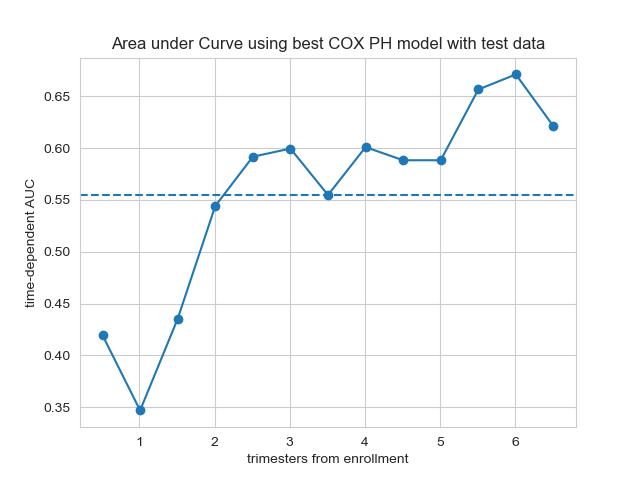 Area under Curve using best COX PH model with test data
time-dependent AUC
0.65
0.60
0.55
0.50
0.45
0.40
0.35
1 2 3 4 5 6
trimesters from enrollment